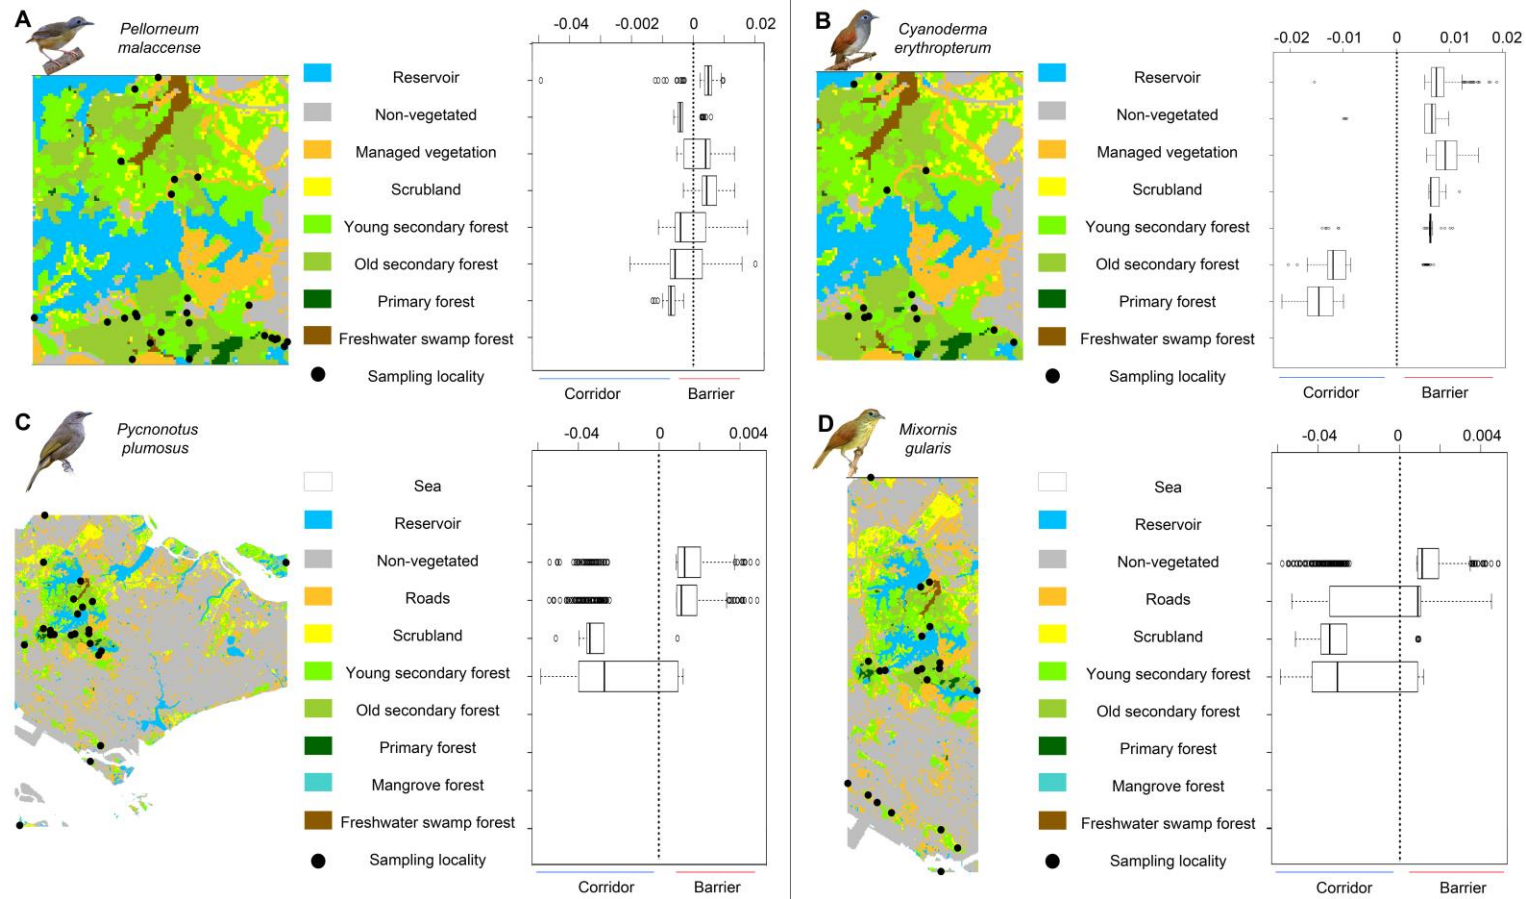 A
Pellorneum
malaccense
-0.04 -0.002 0 0.02
Reservoir
Non-vegetated
Managed vegetation
Scrubland
Young secondary forest
Old secondary forest
Primary forest
Freshwater swamp forest
Sampling locality
Corridor Barrier
B
Cyanoderma
erythropterum
-0.02 -0.01 0 0.01 0.02
Reservoir
Non-vegetated
Managed vegetation
Scrubland
Young secondary forest
Old secondary forest
Primary forest
Freshwater swamp forest
Sampling locality
Corridor Barrier
C
Pycnonotus
plumosus
-0.04 0 0.004
Sea
Reservoir
Non-vegetated
Roads
Scrubland
Young secondary forest
Old secondary forest
Primary forest
Mangrove forest
Freshwater swamp forest
Sampling locality
Corridor Barrier
D
Mixornis
gularis
-0.04 0 0.004
Sea
Reservoir
Non-vegetated
Roads
Scrubland
Young secondary forest
Old secondary forest
Primary forest
Mangrove forest
Freshwater swamp forest
Sampling locality
Corridor Barrier